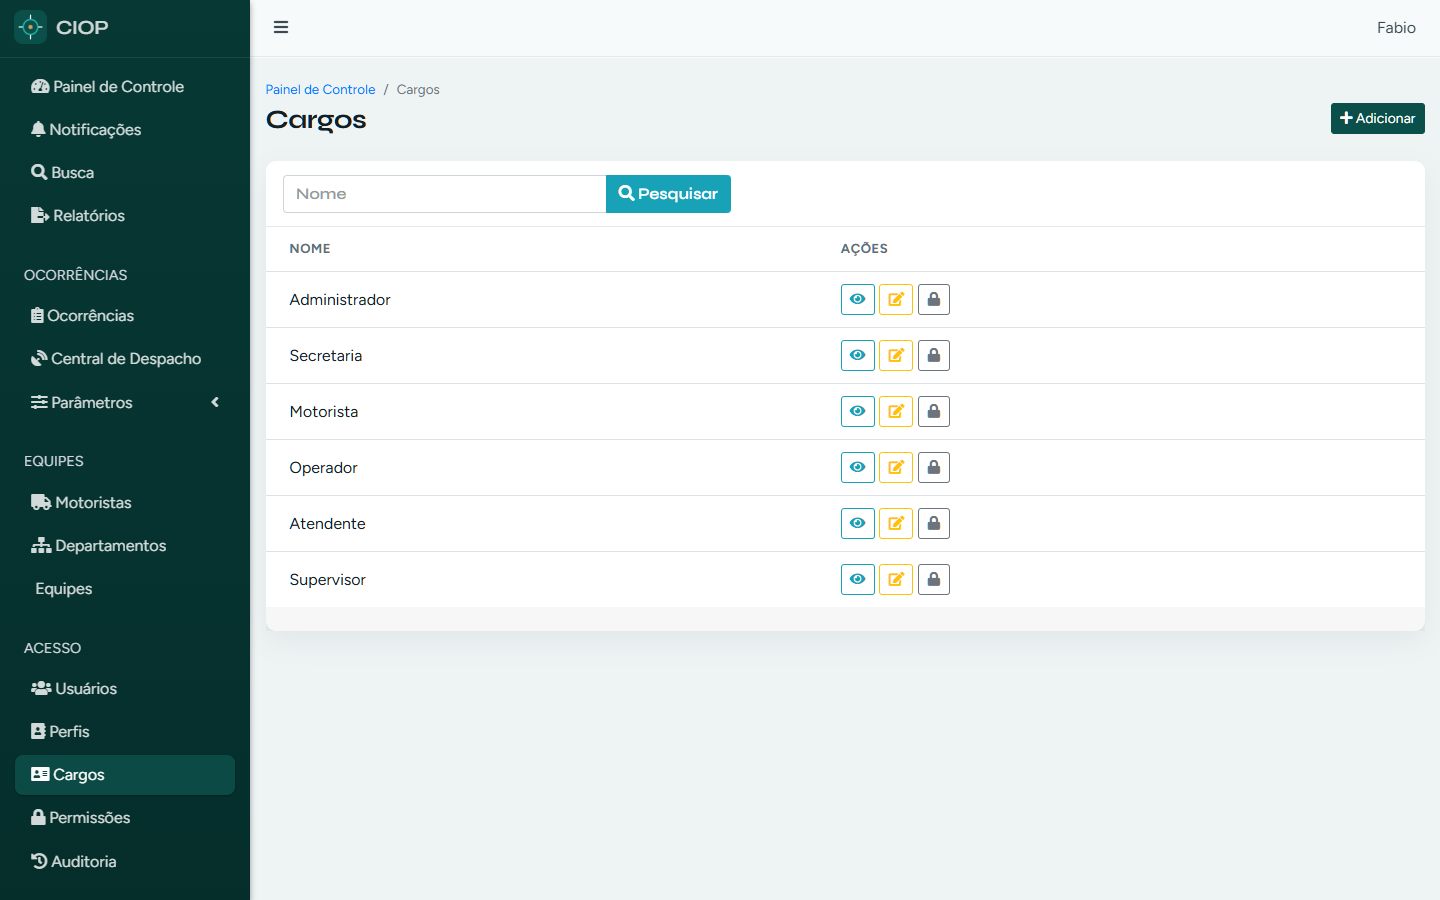 CIOP
Fabio
Painel de Controle
Notificações
Busca
Relatórios
OCORRÊNCIAS
Ocorrências
Central de Despacho
Parâmetros
EQUIPES
Motoristas
Departamentos
Equipes
ACESSO
Usuários
Perfis
Cargos
Permissões
Auditoria
Painel de Controle / Cargos
Cargos
Adicionar
Nome
Pesquisar
NOME AÇÕES
Administrador
Secretaria
Motorista
Operador
Atendente
Supervisor